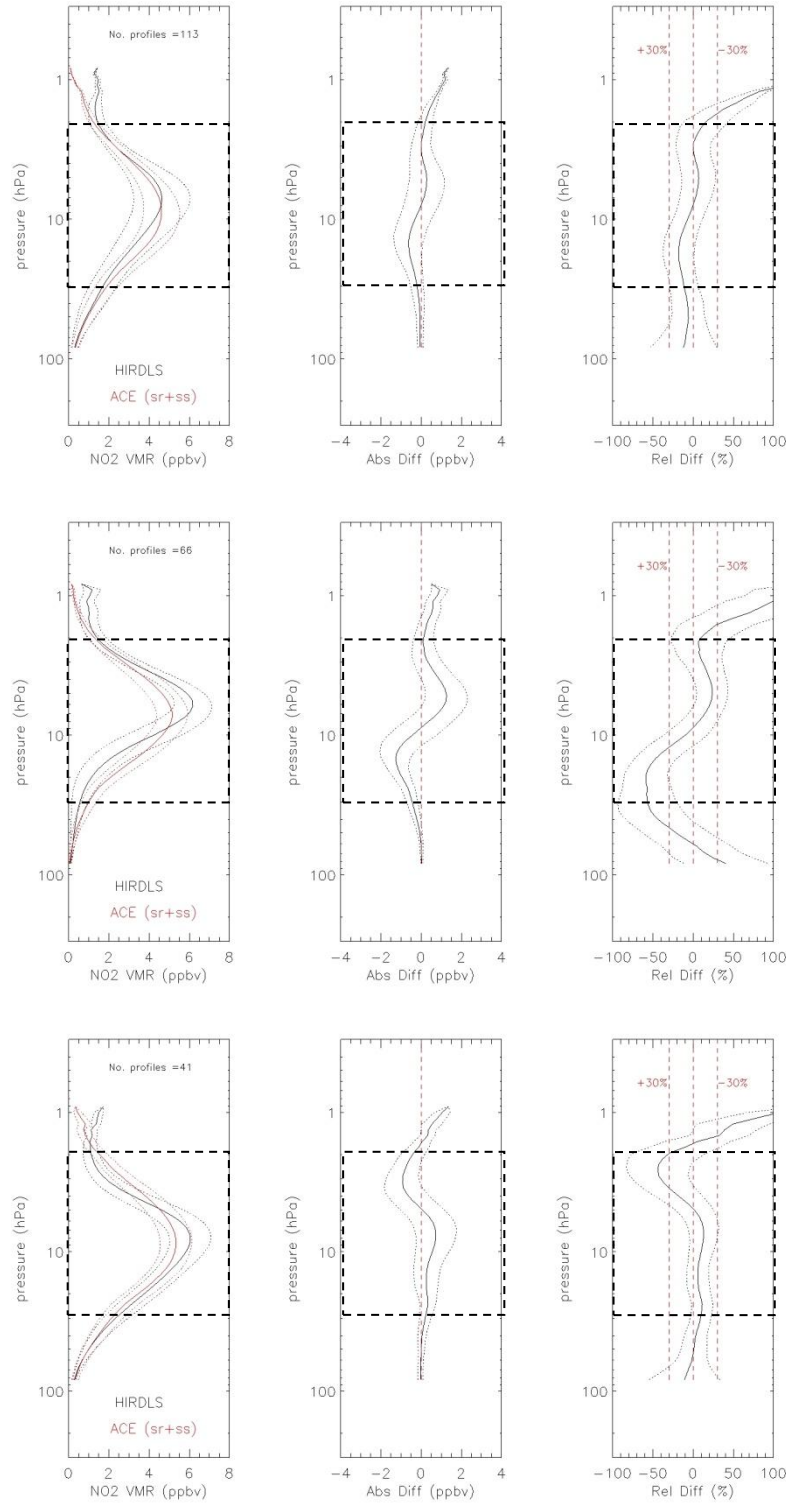 No. profiles =113
+30% -30%
1
10
100
pressure (hPa)
pressure (hPa)
pressure (hPa)
HIRDLS
ACE (sr+ss)
0 2 4 6 8
NO2 VMR (ppbv)
-4 -2 0 2 4
Abs Diff (ppbv)
-100 -50 0 50 100
Rel Diff (%)
No. profiles =66
+30% -30%
1 1 1
10 10 10
100 100 100
pressure (hPa)
pressure (hPa)
pressure (hPa)
HIRDLS
ACE (sr+ss)
0 2 4 6 8
NO2 VMR (ppbv)
-4 -2 0 2 4
Abs Diff (ppbv)
-100 -50 0 50 100
Rel Diff (%)
No. profiles =41
+30% -30%
1 1 1
10 10 10
100 100 100
pressure (hPa)
pressure (hPa)
pressure (hPa)
HIRDLS
ACE (sr+ss)
0 2 4 6 8
NO2 VMR (ppbv)
-4 -2 0 2 4
Abs Diff (ppbv)
-100 -50 0 50 100
Rel Diff (%)